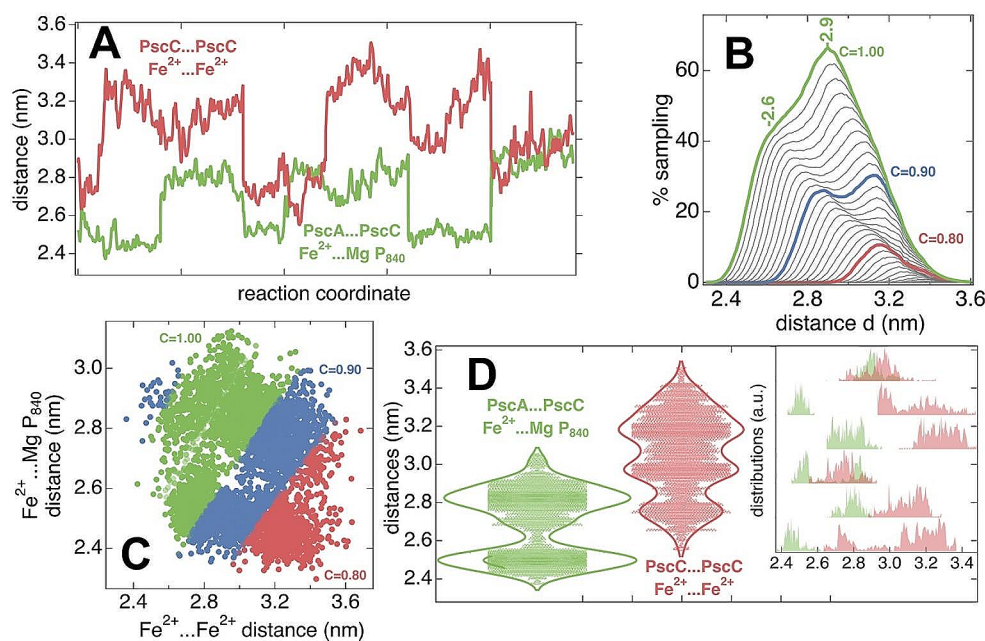 A
PscC...PscC
Fe²⁺...Fe²⁺
PscA...PscC
Fe²⁺...Mg P₈₄₀
distance (nm)
3.6
3.4
3.2
3.0
2.8
2.6
2.4
reaction coordinate
B
-2.9
C=1.00
-2.6
C=0.90
C=0.80
% sampling
60
40
20
0
2.4 2.8 3.2 3.6
distance d (nm)
C
C=1.00
C=0.90
C=0.80
Fe²⁺...Mg P₈₄₀
distance (nm)
3.0
2.8
2.6
2.4
2.4 2.8 3.2 3.6
Fe²⁺...Fe²⁺ distance (nm)
D
PscA...PscC
Fe²⁺...Mg P₈₄₀
PscC...PscC
Fe²⁺...Fe²⁺
distances (nm)
3.6
3.4
3.2
3.0
2.8
2.6
2.4
distributions (a.u.)
2.4 2.6 2.8 3.0 3.2 3.4